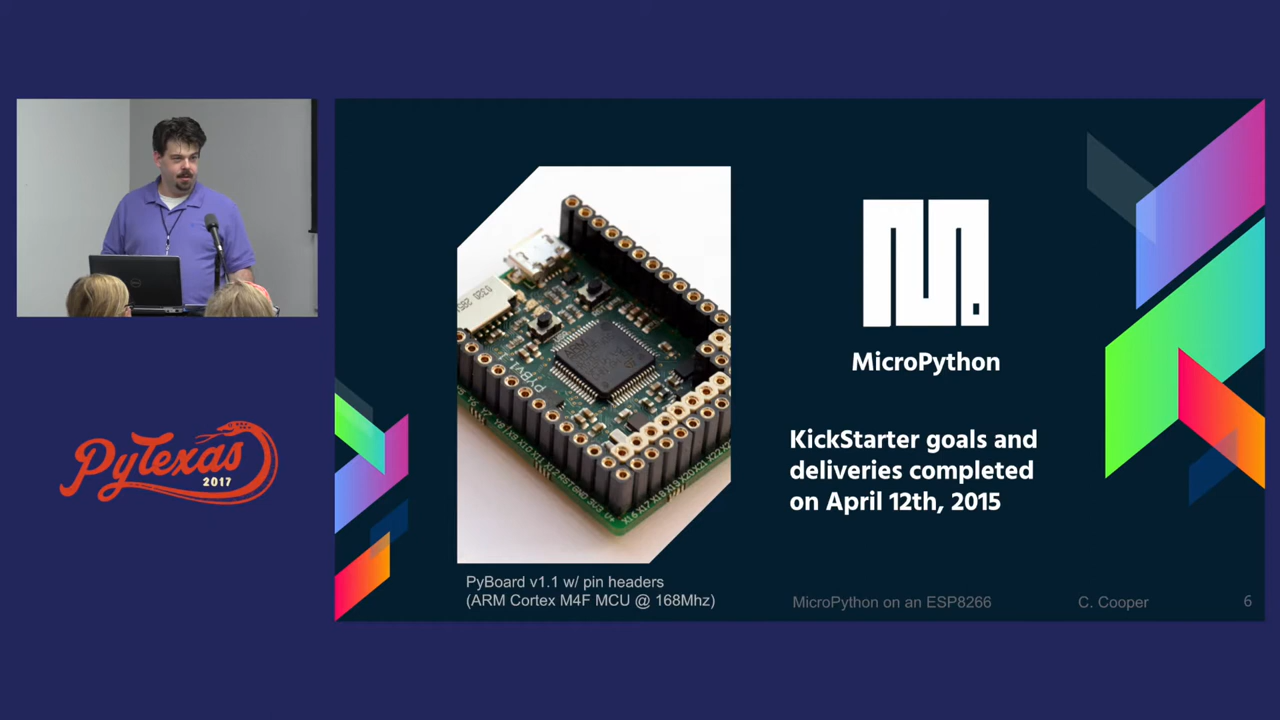 PyTexas
2017
MicroPython
KickStarter goals and
deliveries completed
on April 12th, 2015
PyBoard v1.1 w/ pin headers
(ARM Cortex M4F MCU @ 168Mhz)
MicroPython on an ESP8266
C. Cooper
6